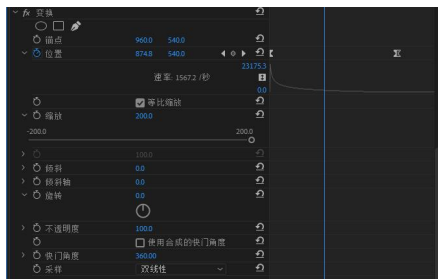 fx 变换
锚点 960.0 540.0
位置 874.8 540.0
23175.3
速率: 1567.2 /秒
0.0
等比缩放
缩放 200.0
-200.0 200.0
100.0
倾斜 0.0
倾斜轴 0.0
旋转 0.0
不透明度 100.0
使用合成的快门角度
快门角度 360.00
采样 双线性